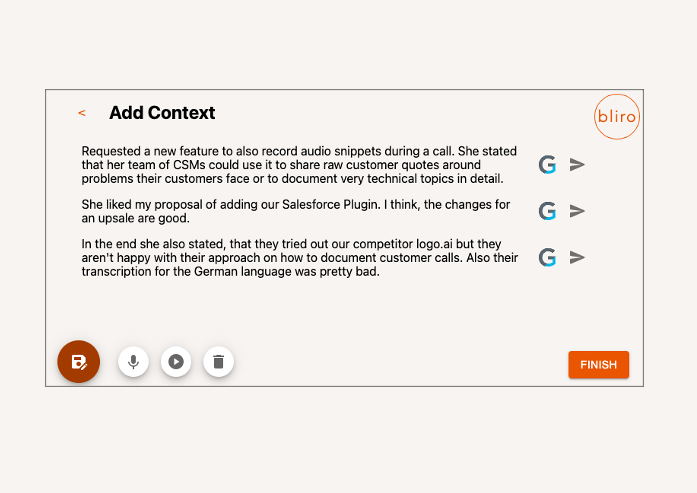 < Add Context
bliro
Requested a new feature to also record audio snippets during a call. She stated
that her team of CSMs could use it to share raw customer quotes around
problems their customers face or to document very technical topics in detail.
G
She liked my proposal of adding our Salesforce Plugin. I think, the changes for
an upsale are good.
G
In the end she also stated, that they tried out our competitor logo.ai but they
aren't happy with their approach on how to document customer calls. Also their
transcription for the German language was pretty bad.
G
FINISH